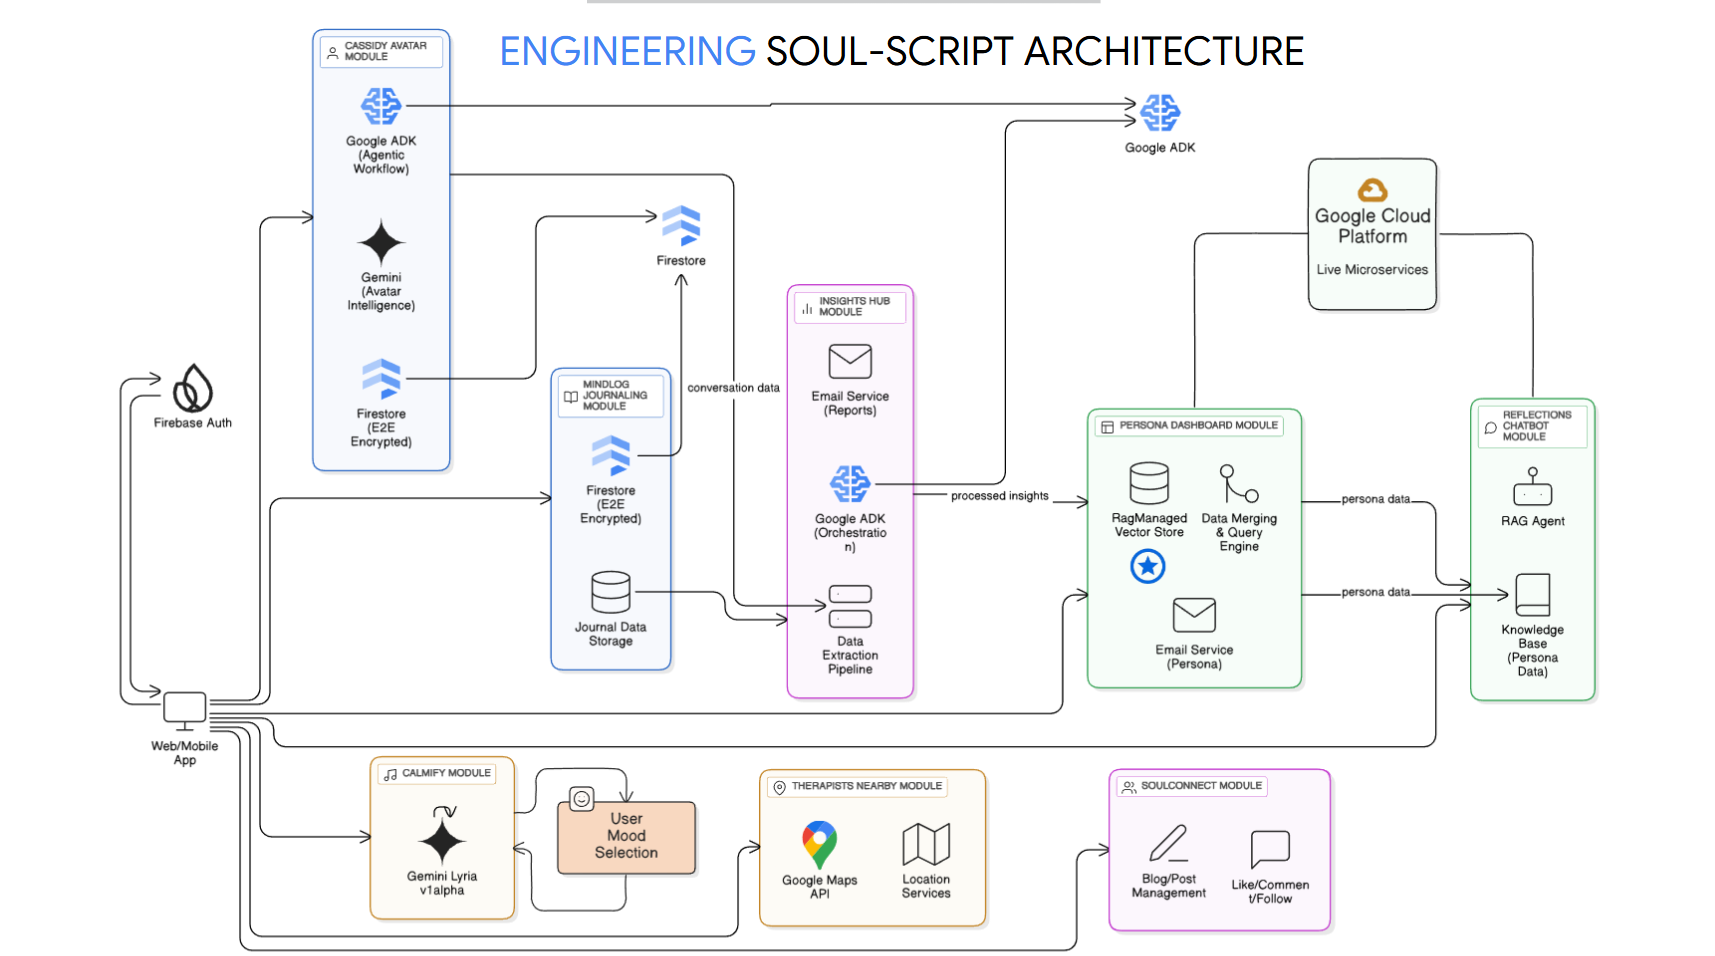 ENGINEERING SOUL-SCRIPT ARCHITECTURE
CASSIDY AVATAR
MODULE
Google ADK
(Agentic
Workflow)
Gemini
(Avatar
Intelligence)
Firestore
(E2E
Encrypted)
Google ADK
Firestore
Google Cloud
Platform
Live Microservices
Firebase Auth
MINDLOG
JOURNALING
MODULE
Firestore
(E2E
Encrypted)
Journal Data
Storage
conversation data
INSIGHTS HUB
MODULE
Email Service
(Reports)
Google ADK
(Orchestratio
n)
Data
Extraction
Pipeline
processed insights
PERSONA DASHBOARD MODULE
RagManaged
Vector Store
Data Merging
& Query
Engine
Email Service
(Persona)
persona data
persona data
REFLECTIONS
CHATBOT
MODULE
RAG Agent
Knowledge
Base
(Persona
Data)
Web/Mobile
App
CALMIFY MODULE
Gemini Lyria
v1alpha
User
Mood
Selection
THERAPISTS NEARBY MODULE
Google Maps
API
Location
Services
SOULCONNECT MODULE
Blog/Post
Management
Like/Commen
t/Follow